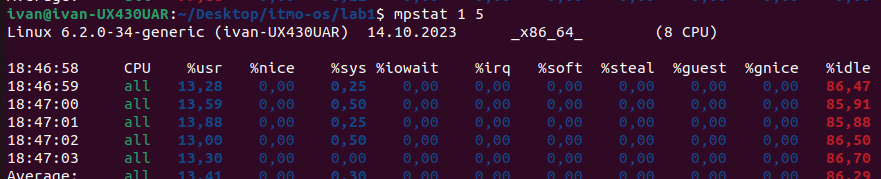 ivan@ivan-UX430UAR:~/Desktop/itmo-os/lab1$ mpstat 1 5
Linux 6.2.0-34-generic (ivan-UX430UAR) 14.10.2023 _x86_64_ (8 CPU)
18:46:58 CPU %usr %nice %sys %iowait %irq %soft %steal %guest %gnice %idle
18:46:59 all 13,28 0,00 0,25 0,00 0,00 0,00 0,00 0,00 0,00 86,47
18:47:00 all 13,59 0,00 0,50 0,00 0,00 0,00 0,00 0,00 0,00 85,91
18:47:01 all 13,88 0,00 0,25 0,00 0,00 0,00 0,00 0,00 0,00 85,88
18:47:02 all 13,00 0,00 0,50 0,00 0,00 0,00 0,00 0,00 0,00 86,50
18:47:03 all 13,30 0,00 0,00 0,00 0,00 0,00 0,00 0,00 0,00 86,70
Average: all 13,41 0,00 0,30 0,00 0,00 0,00 0,00 0,00 0,00 86,29